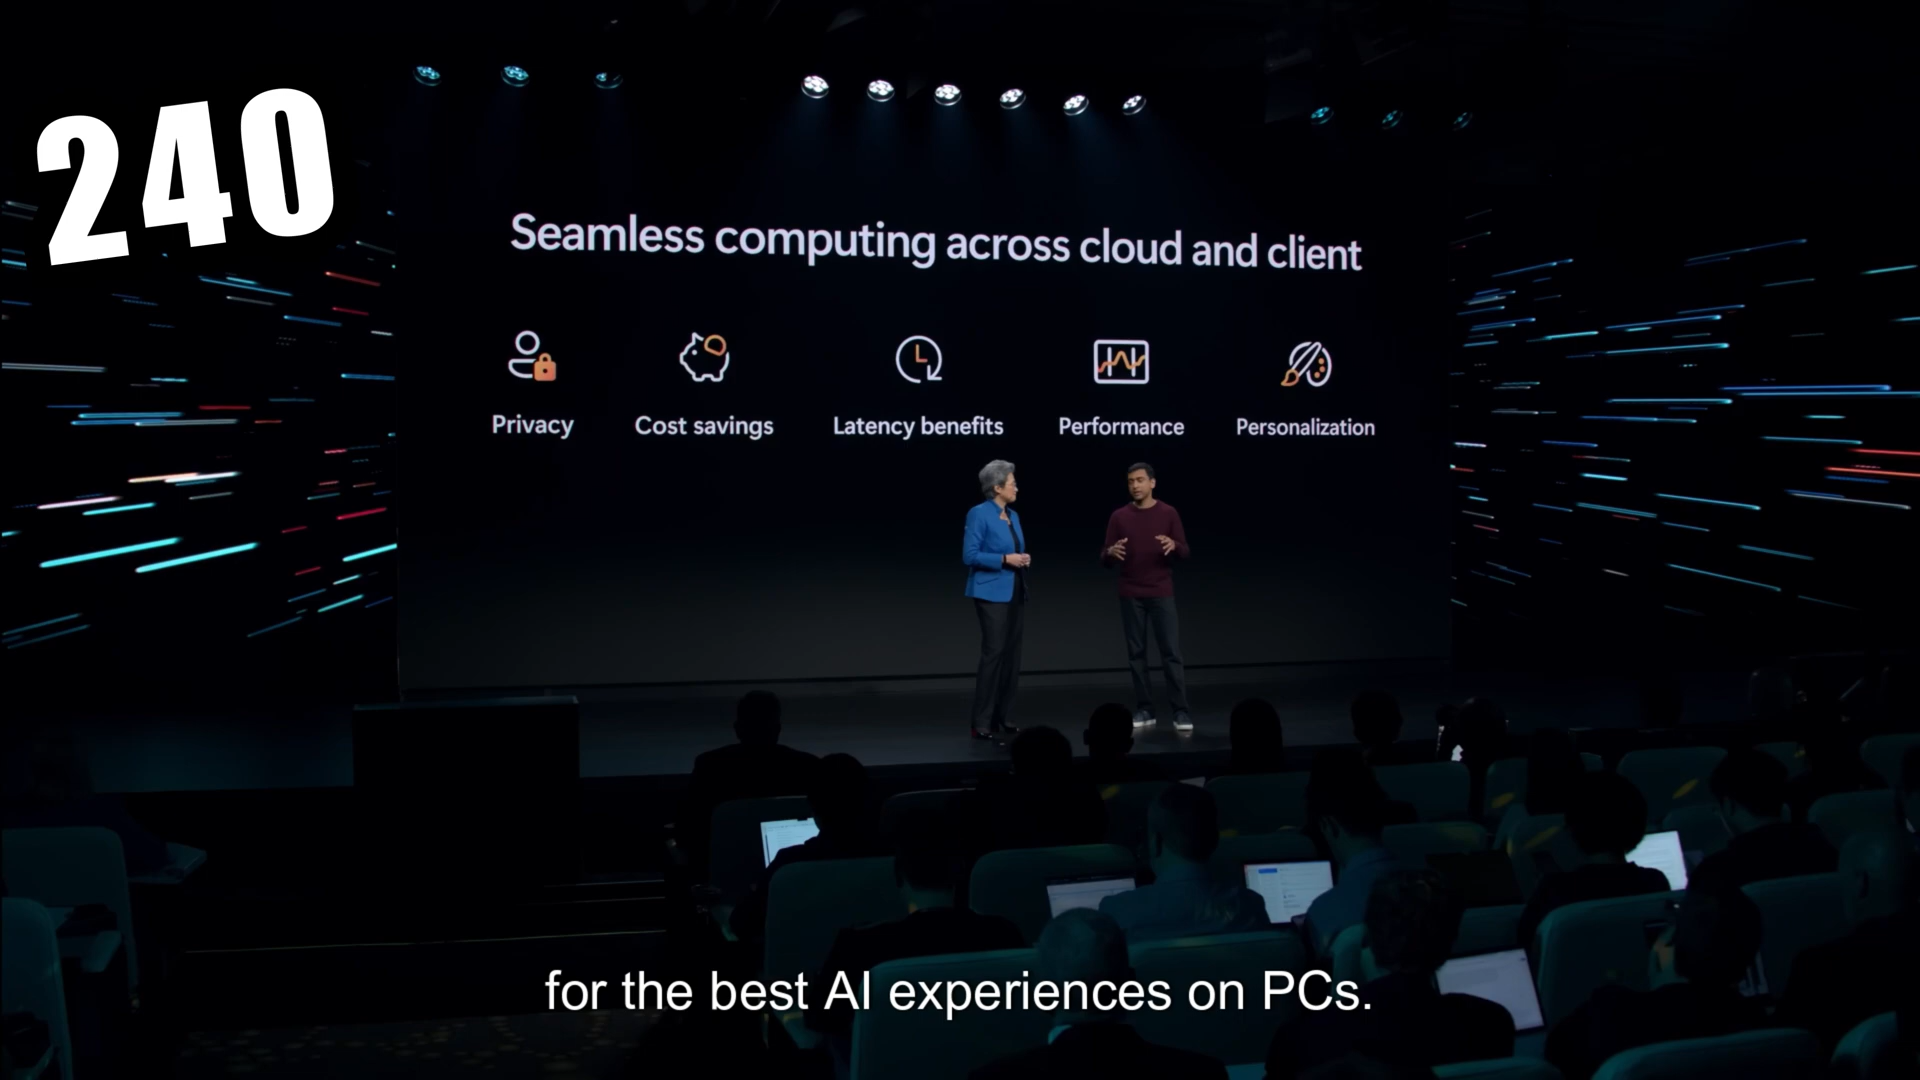 240
Seamless computing across cloud and client
Privacy
Cost savings
Latency benefits
Performance
Personalization
for the best AI experiences on PCs.